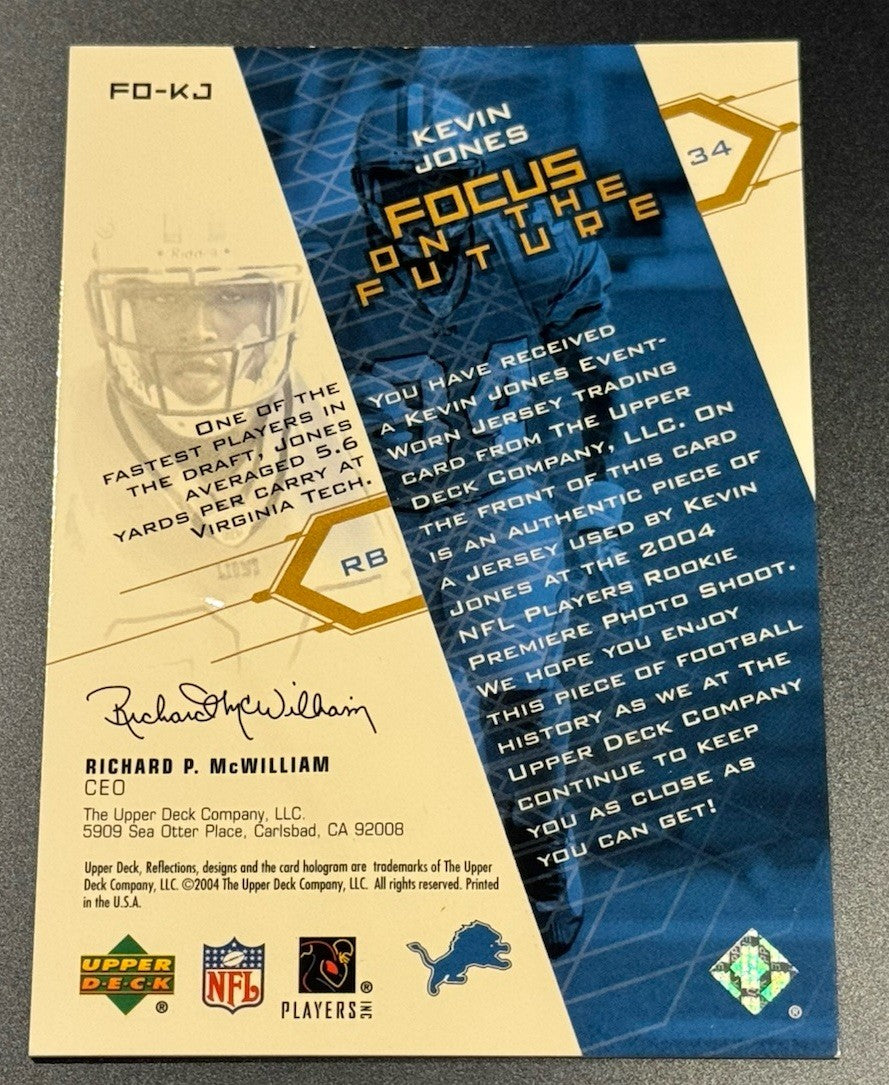 FO-KJ
KEVIN
JONES
34
FOCUS
ON THE
FUTURE
Riddell
ONE OF THE
FASTEST PLAYERS IN
THE DRAFT, JONES
AVERAGED 5.6
YARDS PER CARRY AT
VIRGINIA TECH.
RB
34
YOU HAVE RECEIVED
A KEVIN JONES EVENT-
WORN JERSEY TRADING
CARD FROM THE UPPER
DECK COMPANY, LLC. ON
THE FRONT OF THIS CARD
IS AN AUTHENTIC PIECE OF
A JERSEY USED BY KEVIN
JONES AT THE 2004
NFL PLAYERS ROOKIE
PREMIERE PHOTO SHOOT.
WE HOPE YOU ENJOY
THIS PIECE OF FOOTBALL
HISTORY AS WE AT THE
UPPER DECK COMPANY
CONTINUE TO KEEP
YOU AS CLOSE AS
YOU CAN GET!
Richard McWilliam
RICHARD P. McWILLIAM
CEO
The Upper Deck Company, LLC.
5909 Sea Otter Place, Carlsbad, CA 92008
Upper Deck, Reflections, designs and the card hologram are trademarks of The Upper
Deck Company, LLC. ©2004 The Upper Deck Company, LLC. All rights reserved. Printed
in the U.S.A.
UPPER
D·E·C·K
®
NFL
PLAYERS INC
®
®